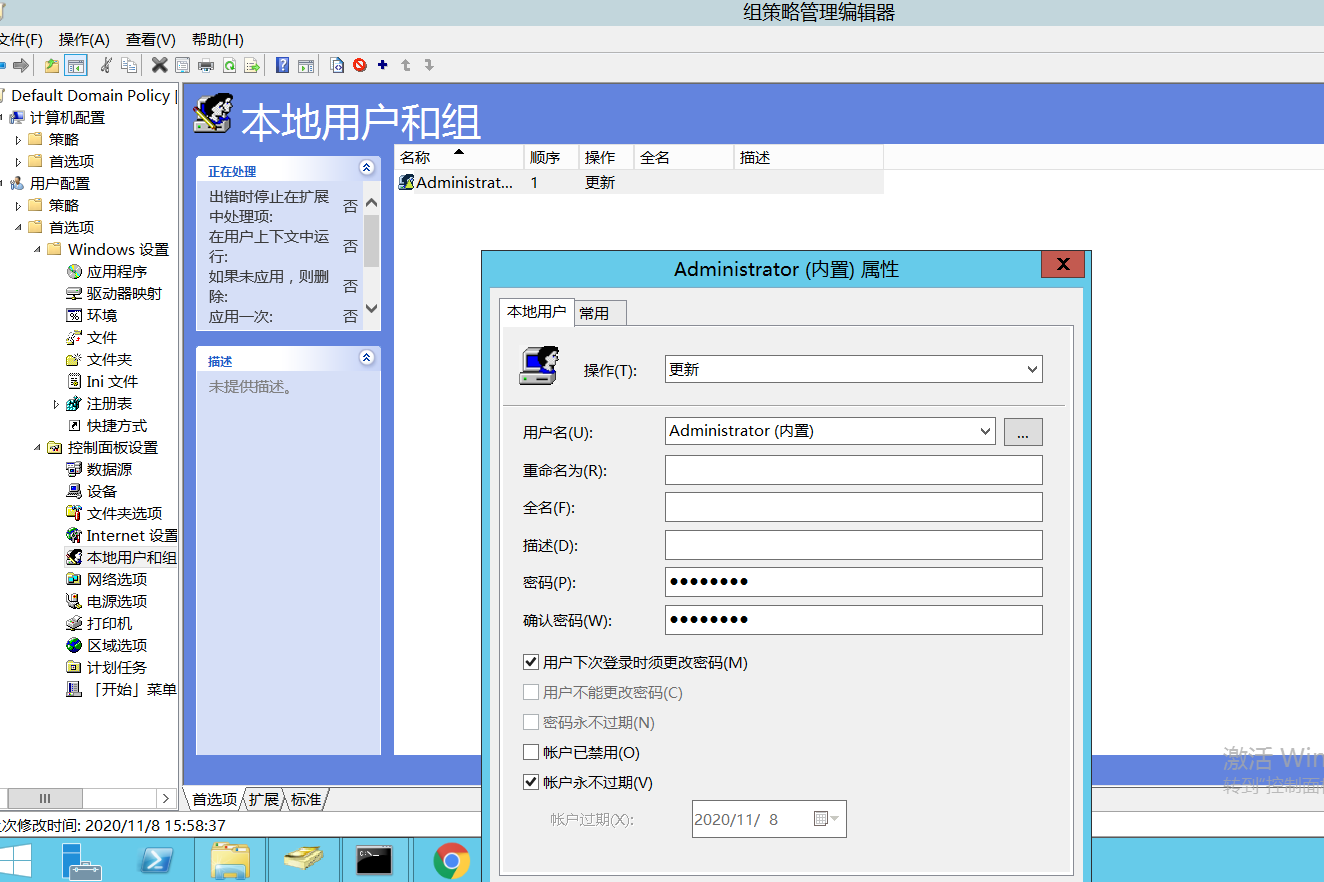 组策略管理编辑器
文件(F) 操作(A) 查看(V) 帮助(H)
Default Domain Policy
计算机配置
策略
首选项
用户配置
策略
首选项
Windows 设置
应用程序
驱动器映射
环境
文件
文件夹
Ini 文件
注册表
快捷方式
控制面板设置
数据源
设备
文件夹选项
Internet 设置
本地用户和组
网络选项
电源选项
打印机
区域选项
计划任务
「开始」菜单
本地用户和组
正在处理
出错时停止在扩展
中处理项: 否
在用户上下文中运
行: 否
如果未应用，则删
除: 否
应用一次: 否
描述
未提供描述。
名称 顺序 操作 全名 描述
Administrat... 1 更新
Administrator (内置) 属性
X
本地用户 常用
操作(T): 更新
用户名(U): Administrator (内置) ...
重命名为(R):
全名(F):
描述(D):
密码(P): ●●●●●●●●
确认密码(W): ●●●●●●●●
用户下次登录时须更改密码(M)
用户不能更改密码(C)
密码永不过期(N)
帐户已禁用(O)
帐户永不过期(V)
帐户过期(X): 2020/11/ 8
首选项 扩展 标准
次修改时间: 2020/11/8 15:58:37
激活 Win
转到"控制面